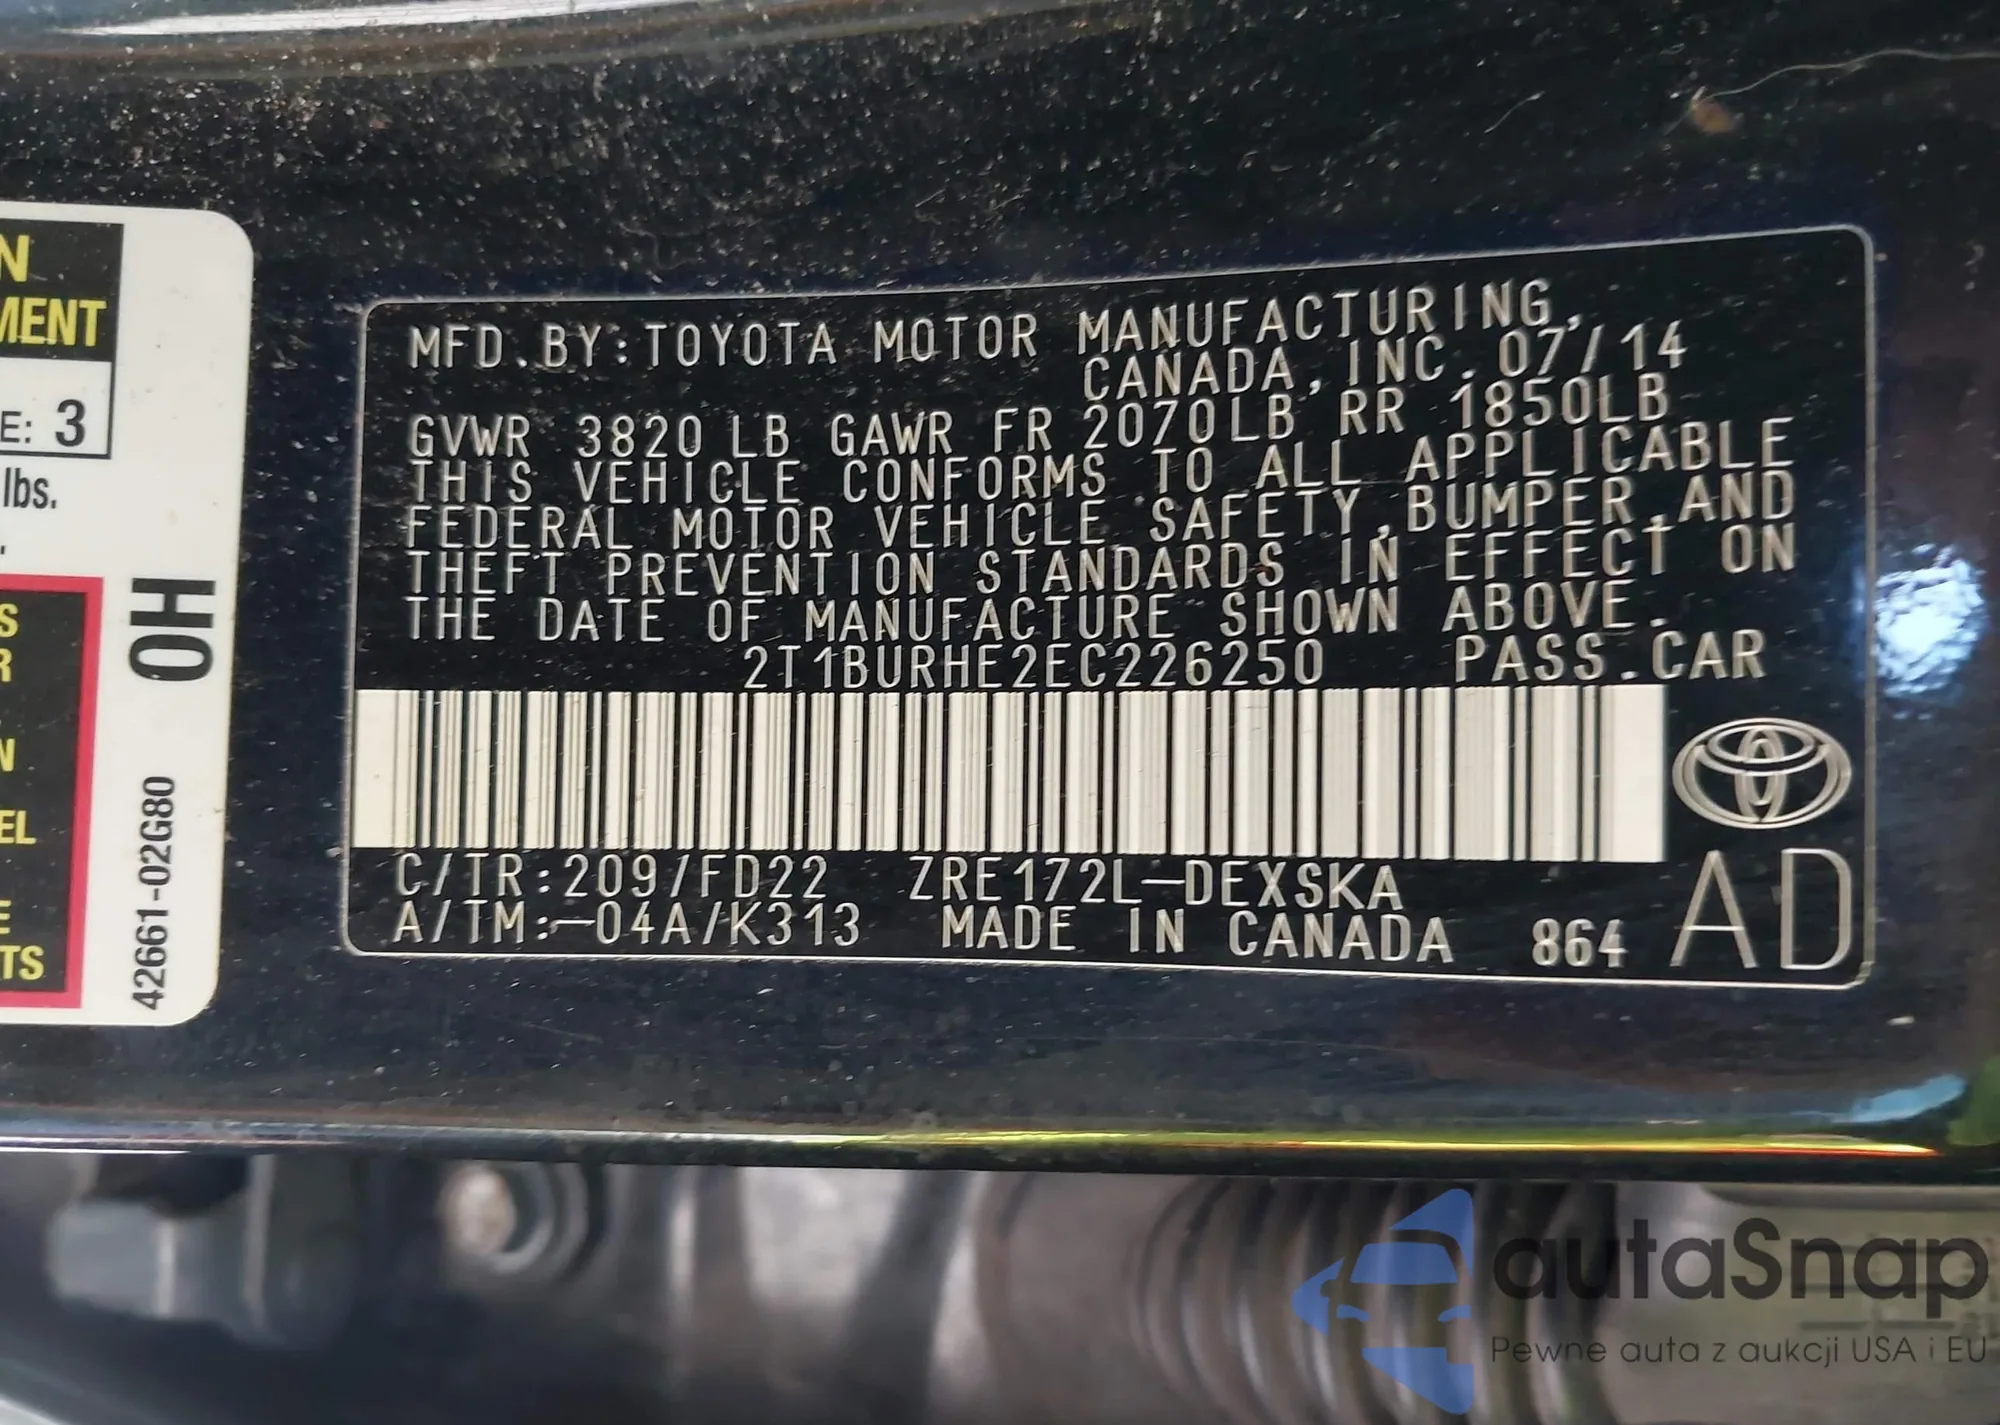 N
MENT
E: 3
lbs.
S
R
N
EL
E
TS
OH
42661-02G80
MFD.BY:TOYOTA MOTOR MANUFACTURING,
CANADA,INC. 07/14
GVWR 3820LB GAWR FR 2070LB RR 1850LB
THIS VEHICLE CONFORMS TO ALL APPLICABLE
FEDERAL MOTOR VEHICLE SAFETY,BUMPER,AND
THEFT PREVENTION STANDARDS IN EFFECT ON
THE DATE OF MANUFACTURE SHOWN ABOVE.
2T1BURHE2EC226250 PASS.CAR
C/TR:209/FD22 ZRE172L-DEXSKA
A/TM:-04A/K313 MADE IN CANADA 864
AD
autaSnap
Pewne auta z aukcji USA i EU